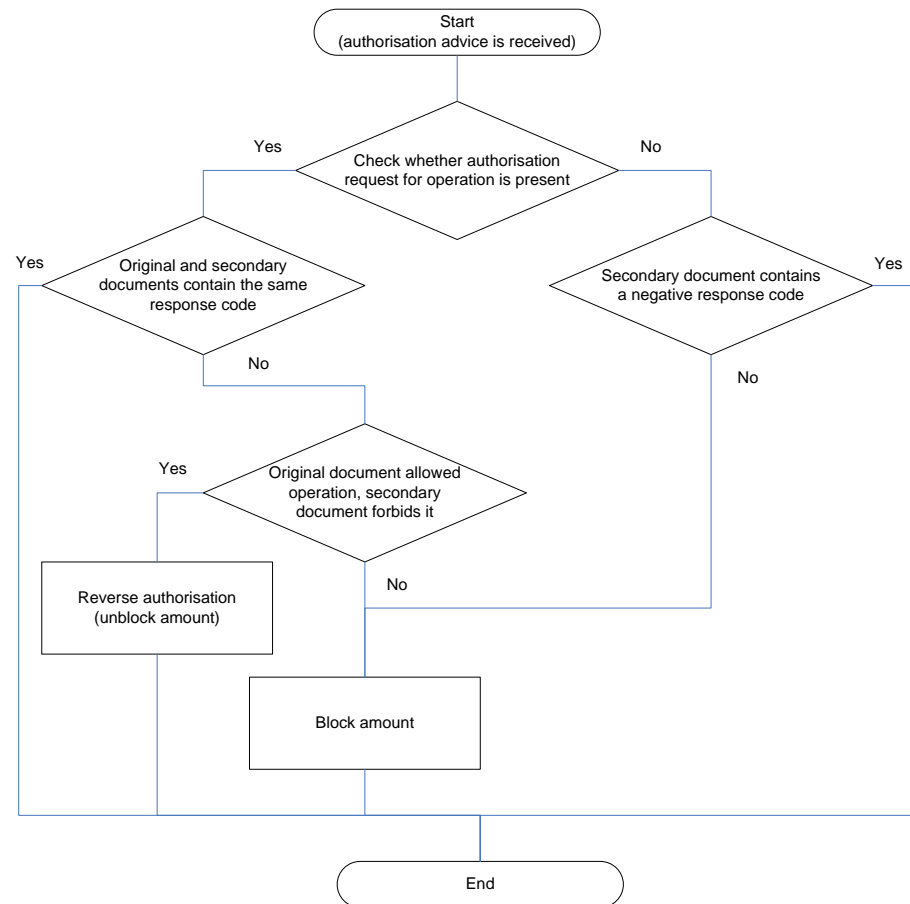 Start
(authorisation advice is received)
Yes
No
Check whether authorisation
request for operation is present
Yes
Original and secondary
documents contain the same
response code
Secondary document contains
a negative response code
Yes
No
No
Yes
Original document allowed
operation, secondary
document forbids it
No
Reverse authorisation
(unblock amount)
Block amount
End